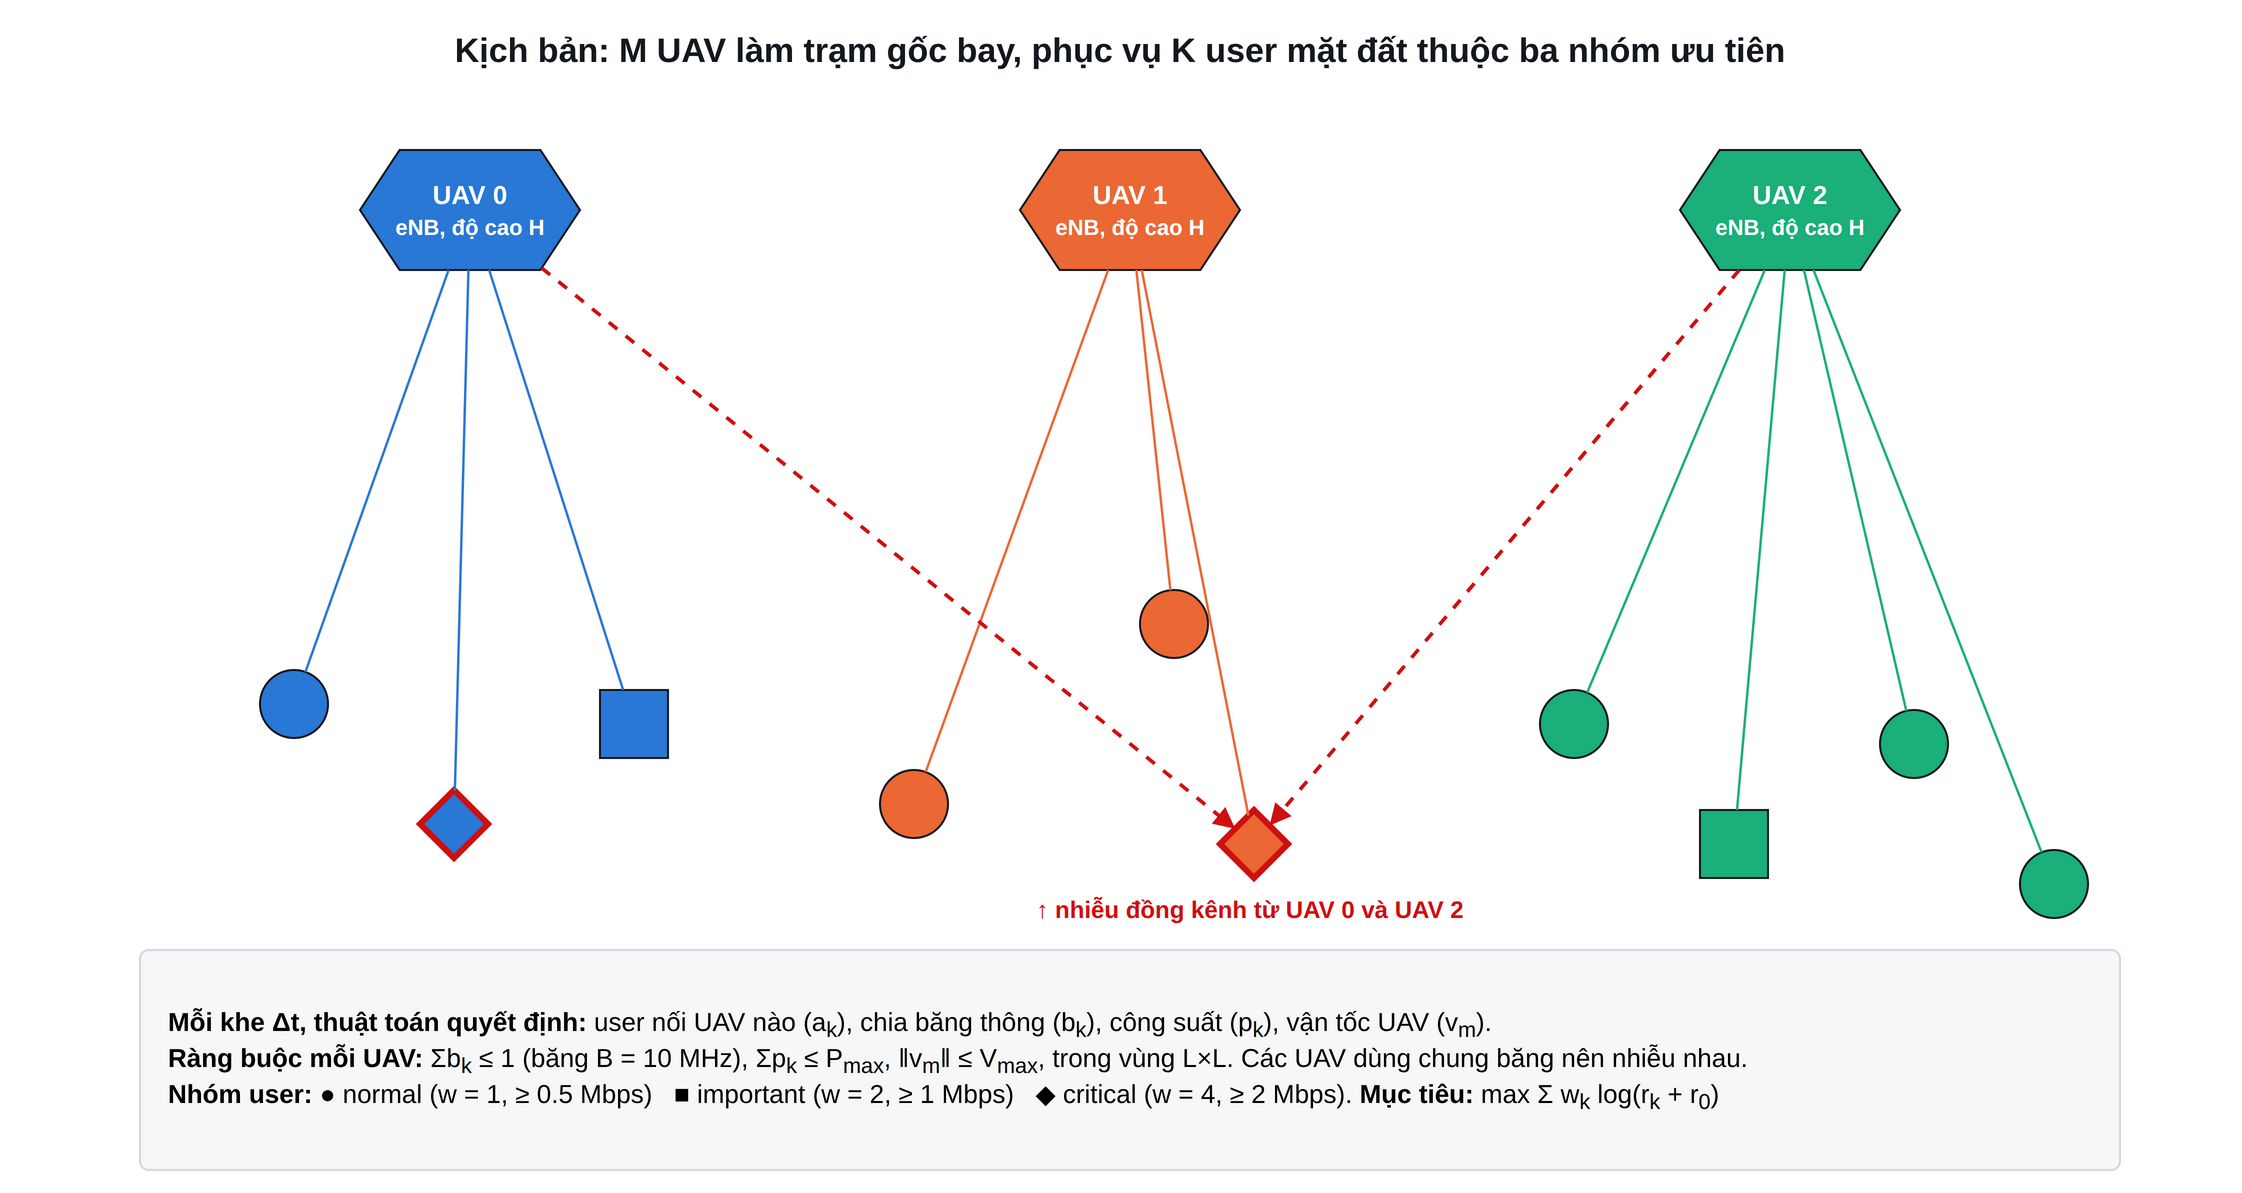 Kịch bản: M UAV làm trạm gốc bay, phục vụ K user mặt đất thuộc ba nhóm ưu tiên
UAV 0
eNB, độ cao H
UAV 1
eNB, độ cao H
UAV 2
eNB, độ cao H
↑ nhiễu đồng kênh từ UAV 0 và UAV 2
Mỗi khe Δt, thuật toán quyết định: user nối UAV nào (aₖ), chia băng thông (bₖ), công suất (pₖ), vận tốc UAV (vₘ).
Ràng buộc mỗi UAV: Σbₖ ≤ 1 (băng B = 10 MHz), Σpₖ ≤ Pₘₐₓ, ‖vₘ‖ ≤ Vₘₐₓ, trong vùng L×L. Các UAV dùng chung băng nên nhiễu nhau.
Nhóm user: ● normal (w = 1, ≥ 0.5 Mbps) ■ important (w = 2, ≥ 1 Mbps) ◆ critical (w = 4, ≥ 2 Mbps). Mục tiêu: max Σ wₖ log(rₖ + r₀)